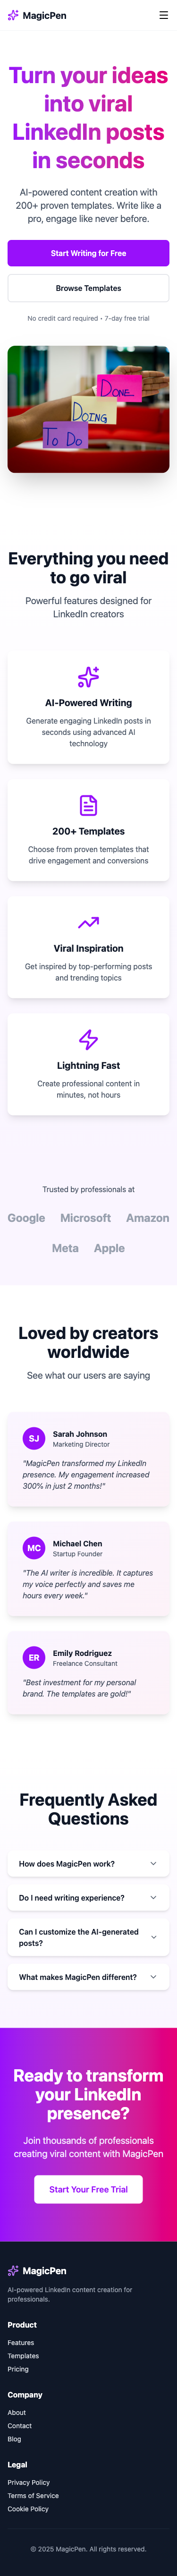 MagicPen
Turn your ideas
into viral
LinkedIn posts
in seconds
AI-powered content creation with
200+ proven templates. Write like a
pro, engage like never before.
Start Writing for Free
Browse Templates
No credit card required • 7-day free trial
DONE
DOING
TO DO
Everything you need
to go viral
Powerful features designed for
LinkedIn creators
AI-Powered Writing
Generate engaging LinkedIn posts in
seconds using advanced AI
technology
200+ Templates
Choose from proven templates that
drive engagement and conversions
Viral Inspiration
Get inspired by top-performing posts
and trending topics
Lightning Fast
Create professional content in
minutes, not hours
Trusted by professionals at
Google Microsoft Amazon
Meta Apple
Loved by creators
worldwide
See what our users are saying
SJ
Sarah Johnson
Marketing Director
"MagicPen transformed my LinkedIn
presence. My engagement increased
300% in just 2 months!"
MC
Michael Chen
Startup Founder
"The AI writer is incredible. It captures
my voice perfectly and saves me
hours every week."
ER
Emily Rodriguez
Freelance Consultant
"Best investment for my personal
brand. The templates are gold!"
Frequently Asked
Questions
How does MagicPen work?
Do I need writing experience?
Can I customize the AI-generated
posts?
What makes MagicPen different?
Ready to transform
your LinkedIn
presence?
Join thousands of professionals
creating viral content with MagicPen
Start Your Free Trial
MagicPen
AI-powered LinkedIn content creation for
professionals.
Product
Features
Templates
Pricing
Company
About
Contact
Blog
Legal
Privacy Policy
Terms of Service
Cookie Policy
© 2025 MagicPen. All rights reserved.